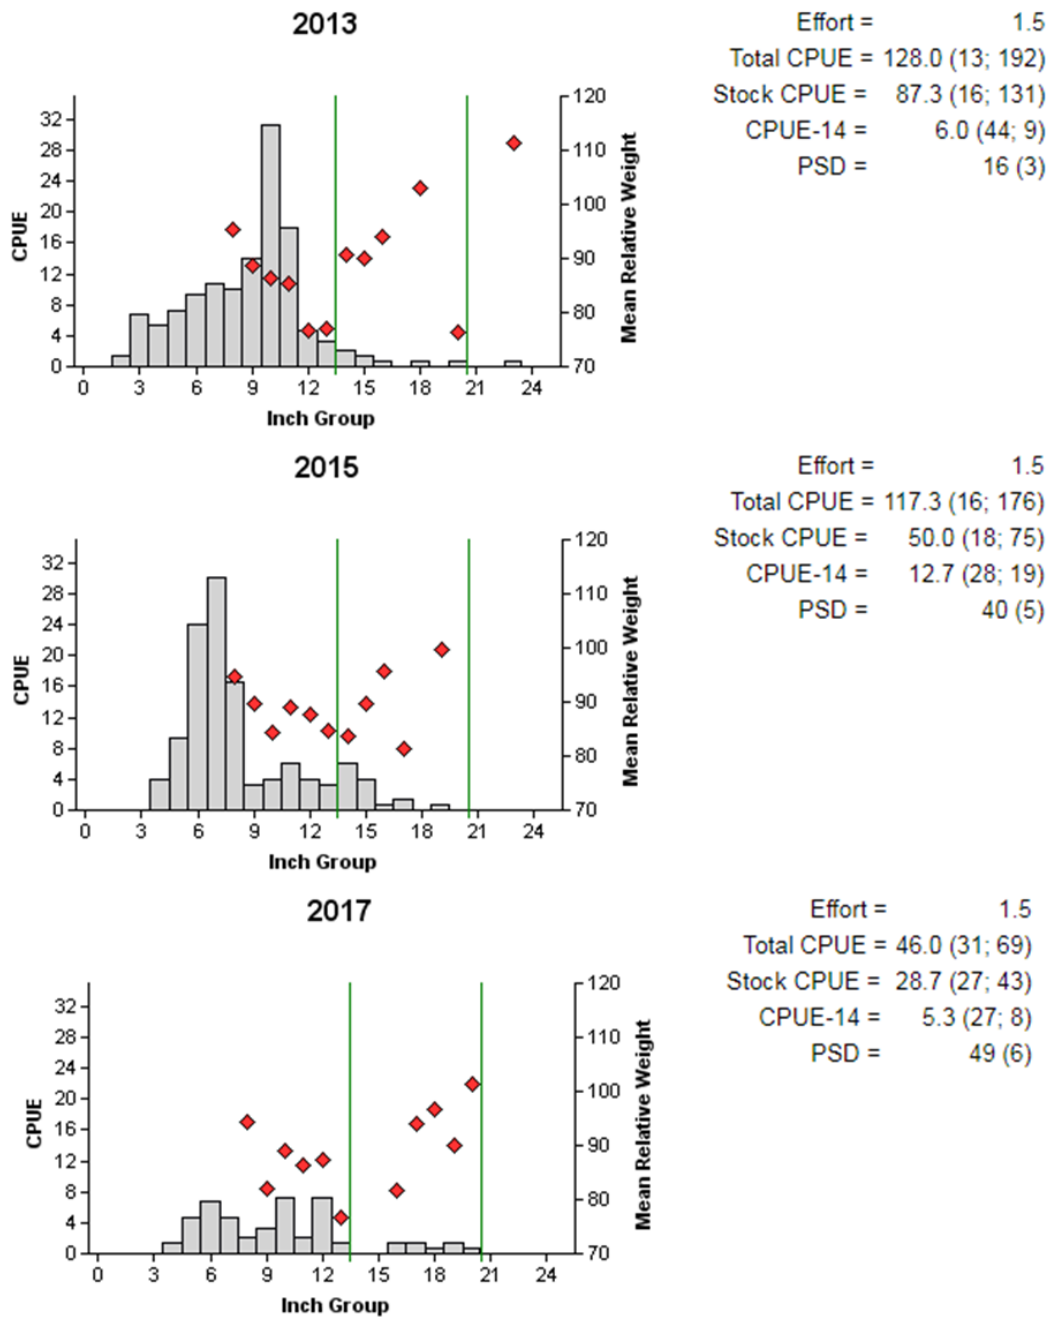 2013
Effort = 1.5
Total CPUE = 128.0 (13; 192)
Stock CPUE = 87.3 (16; 131)
CPUE-14 = 6.0 (44; 9)
PSD = 16 (3)
CPUE
32
28
24
20
16
12
8
4
0
120
110
100
90
80
70
Mean Relative Weight
0 3 6 9 12 15 18 21 24
Inch Group
2015
Effort = 1.5
Total CPUE = 117.3 (16; 176)
Stock CPUE = 50.0 (18; 75)
CPUE-14 = 12.7 (28; 19)
PSD = 40 (5)
CPUE
32
28
24
20
16
12
8
4
0
120
110
100
90
80
70
Mean Relative Weight
0 3 6 9 12 15 18 21 24
Inch Group
2017
Effort = 1.5
Total CPUE = 46.0 (31; 69)
Stock CPUE = 28.7 (27; 43)
CPUE-14 = 5.3 (27; 8)
PSD = 49 (6)
CPUE
32
28
24
20
16
12
8
4
0
120
110
100
90
80
70
Mean Relative Weight
0 3 6 9 12 15 18 21 24
Inch Group